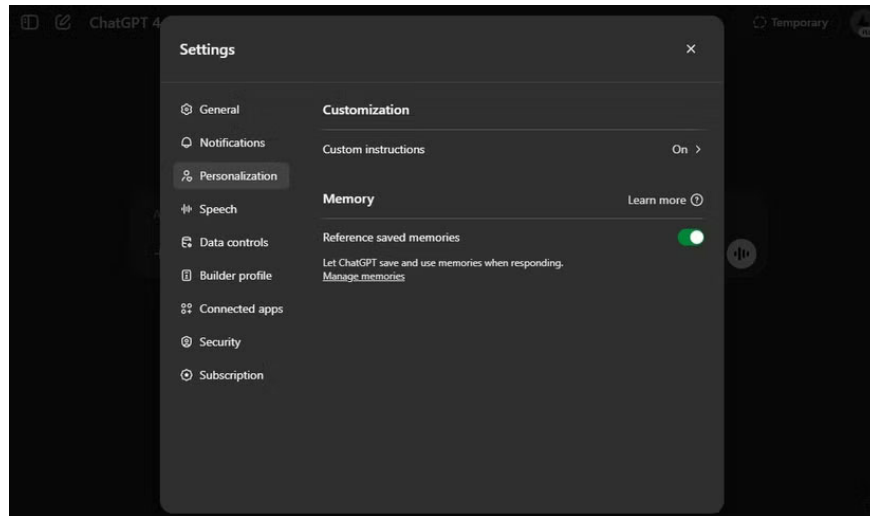 ChatGPT 4
Temporary
Settings
General
Notifications
Personalization
Speech
Data controls
Builder profile
Connected apps
Security
Subscription
Customization
Custom instructions
On
Memory
Learn more
Reference saved memories
Let ChatGPT save and use memories when responding.
Manage memories